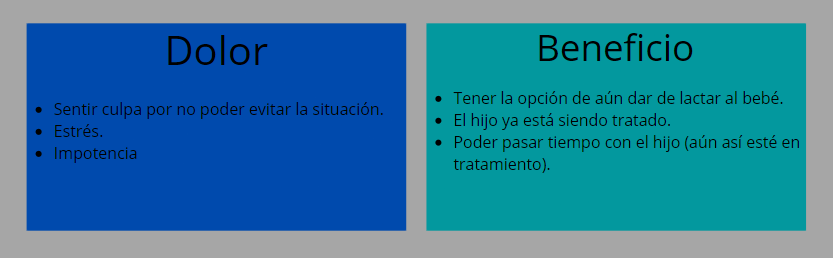 Dolor
• Sentir culpa por no poder evitar la situación.
• Estrés.
• Impotencia
Beneficio
• Tener la opción de aún dar de lactar al bebé.
• El hijo ya está siendo tratado.
• Poder pasar tiempo con el hijo (aún así esté en
tratamiento).